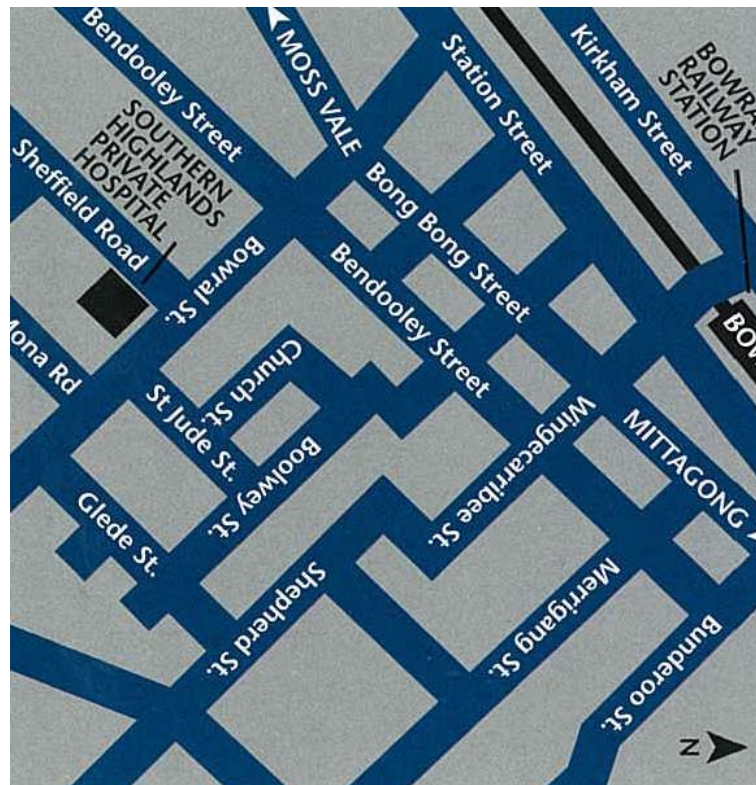 Bendooley Street
MOSS VALE
Station Street
Kirkham Street
RAILWAY
STATION
SOUTHERN
HIGHLANDS
PRIVATE
HOSPITAL
Sheffield Road
Bong Bong Street
Bowral St.
Bendooley Street
Mona Rd
Church St.
St Jude St.
Boolwey St.
Wingecarribee St.
MITTAGONG
Glede St.
Shepherd St.
Merrigang St.
Bunderoo St.
N